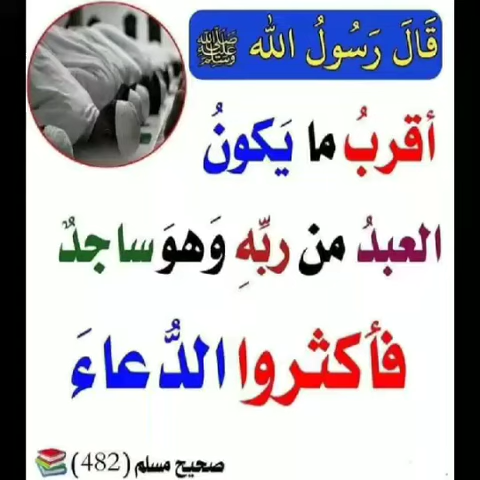 قَالَ رَسُولُ الله ﷺ
أقربُ ما يَكونُ
العبدُ من ربِّهِ وَهوَ ساجدٌ
فأكثروا الدُّعاءَ
صحيح مسلم (482)